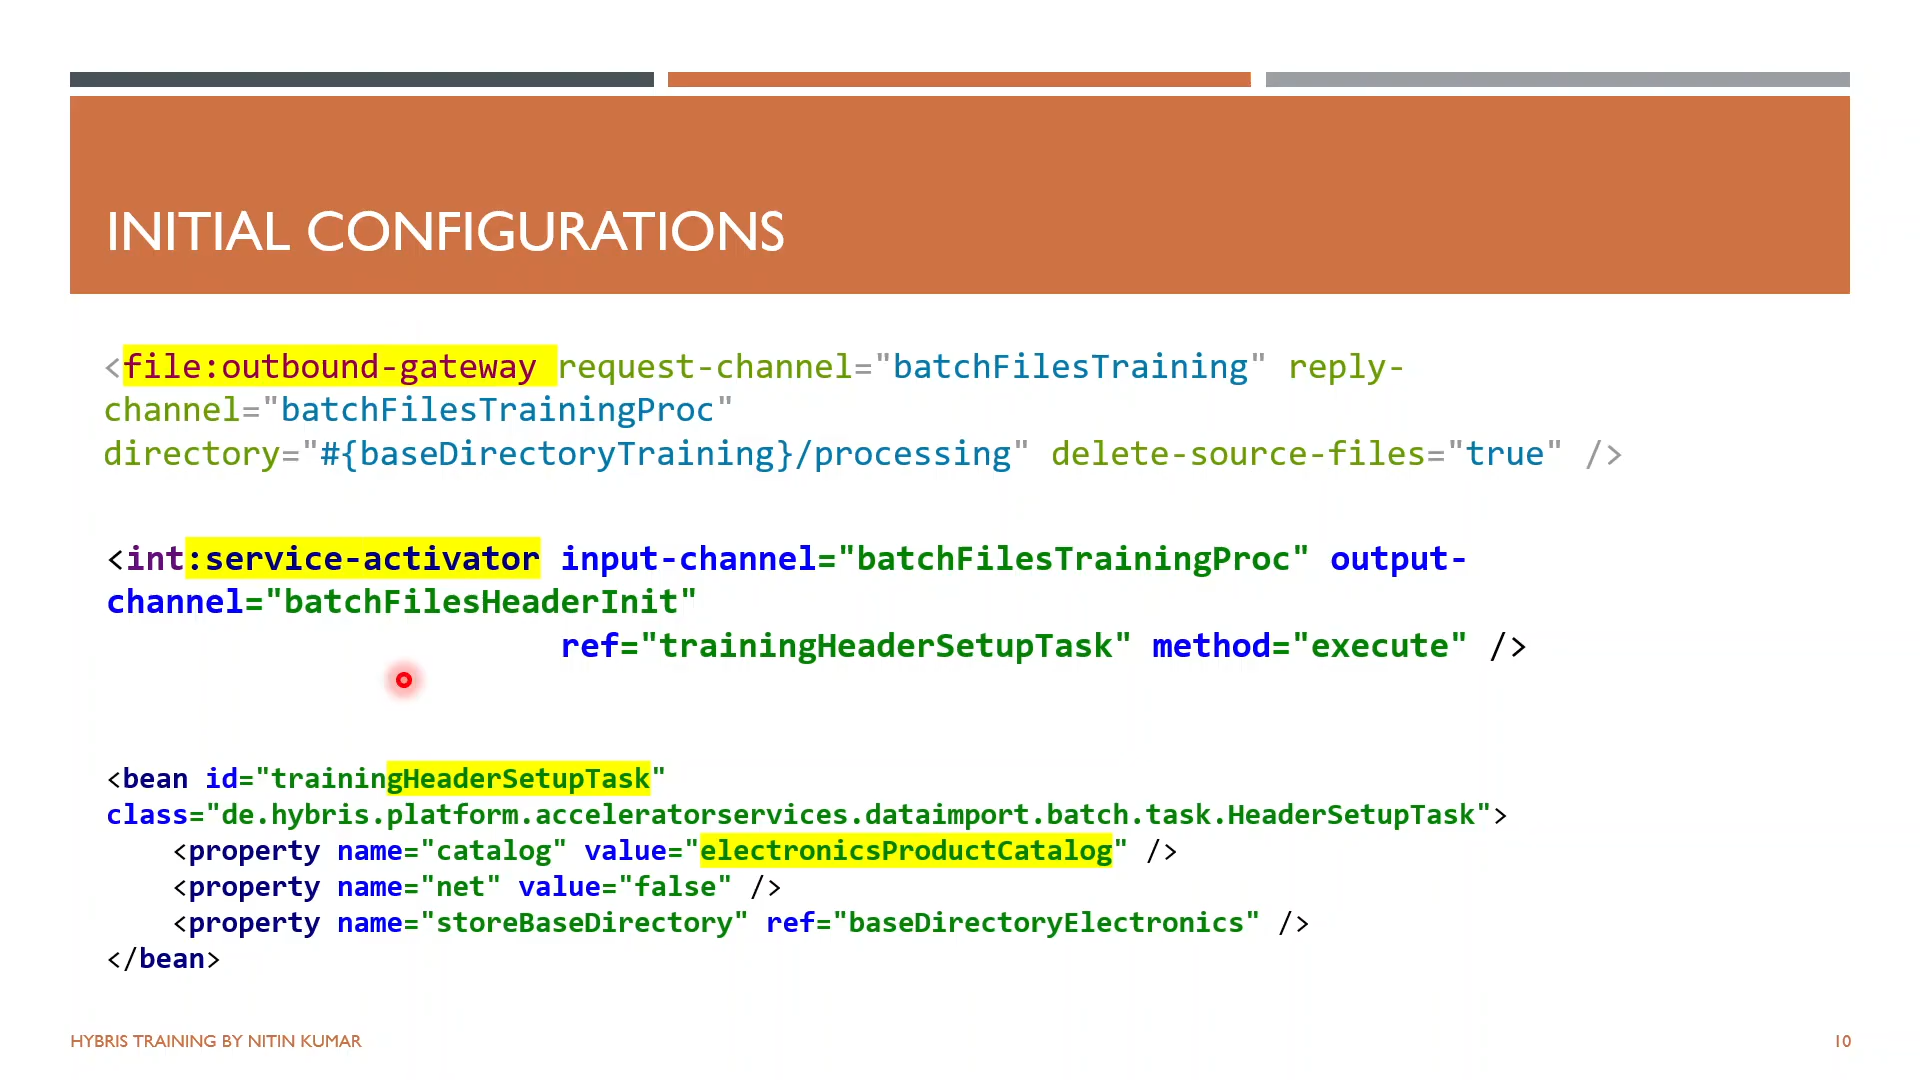 INITIAL CONFIGURATIONS
<file:outbound-gateway request-channel="batchFilesTraining" reply-
channel="batchFilesTrainingProc"
directory="#{baseDirectoryTraining}/processing" delete-source-files="true" />
<int:service-activator input-channel="batchFilesTrainingProc" output-
channel="batchFilesHeaderInit"
ref="trainingHeaderSetupTask" method="execute" />
<bean id="trainingHeaderSetupTask"
class="de.hybris.platform.acceleratorservices.dataimport.batch.task.HeaderSetupTask">
<property name="catalog" value="electronicsProductCatalog" />
<property name="net" value="false" />
<property name="storeBaseDirectory" ref="baseDirectoryElectronics" />
</bean>
HYBRIS TRAINING BY NITIN KUMAR
10